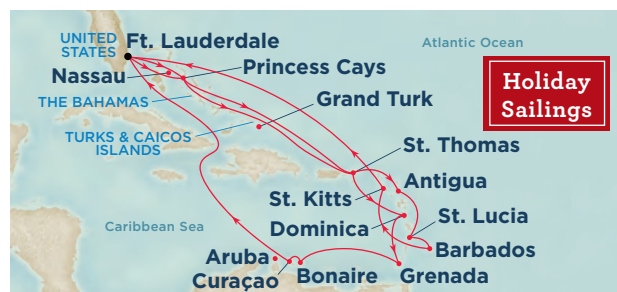 UNITED
STATES
Ft. Lauderdale
Atlantic Ocean
Nassau
Princess Cays
Holiday
Sailings
THE BAHAMAS
Grand Turk
TURKS & CAICOS
ISLANDS
St. Thomas
St. Kitts
Antigua
Dominica
St. Lucia
Caribbean Sea
Barbados
Aruba
Curaçao
Bonaire
Grenada